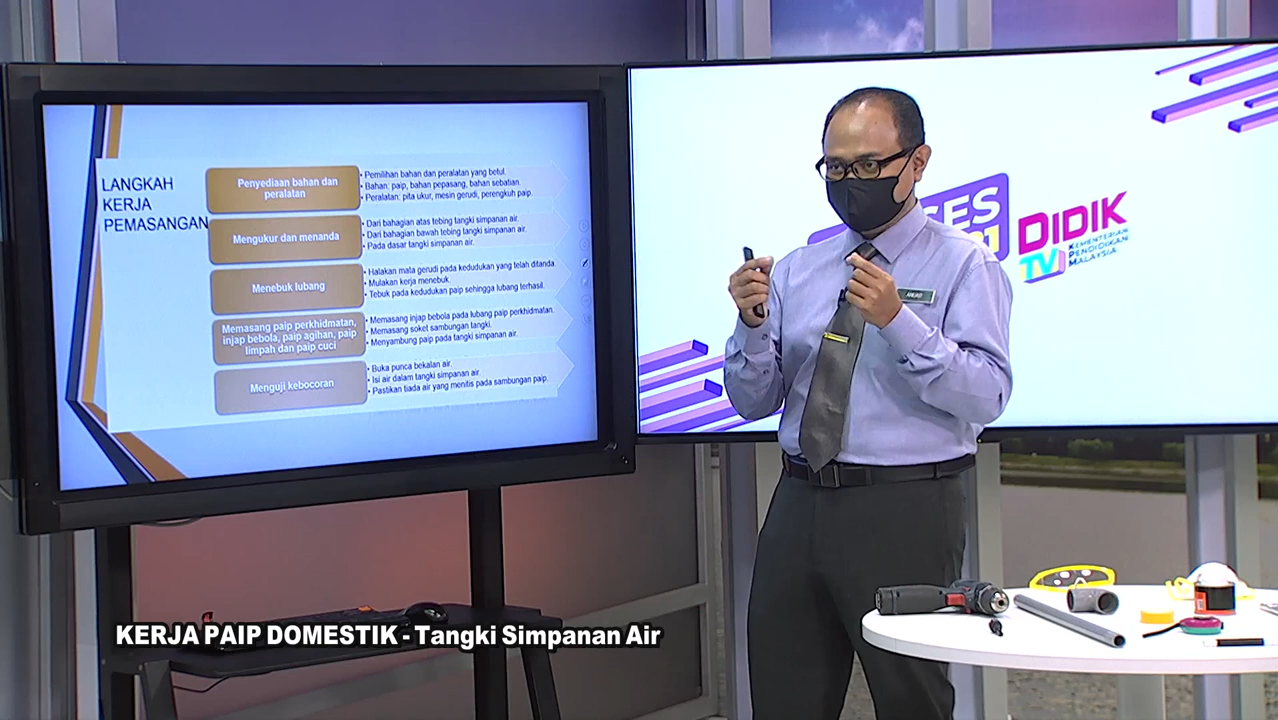 LANGKAH
KERJA
PEMASANGAN
Penyediaan bahan dan
peralatan
• Pemilihan bahan dan peralatan yang betul.
• Bahan: paip, bahan pepasang, bahan sebatian.
• Peralatan: pita ukur, mesin gerudi, perengkuh paip.
Mengukur dan menanda
• Dari bahagian atas tebing tangki simpanan air.
• Dari bahagian bawah tebing tangki simpanan air.
• Pada dasar tangki simpanan air.
Menebuk lubang
• Halakan mata gerudi pada kedudukan yang telah ditanda.
• Mulakan kerja menebuk.
• Tebuk pada kedudukan paip sehingga lubang terhasil.
Memasang paip perkhidmatan,
injap bebola, paip agihan, paip
limpah dan paip cuci
• Memasang injap bebola pada lubang paip perkhidmatan.
• Memasang soket sambungan tangki.
• Menyambung paip pada tangki simpanan air.
Menguji kebocoran
• Buka punca bekalan air.
• Isi air dalam tangki simpanan air.
• Pastikan tiada air yang menitis pada sambungan paip.
DIDIK
TV
KEMENTERIAN
PENDIDIKAN
MALAYSIA
KERJA PAIP DOMESTIK - Tangki Simpanan Air